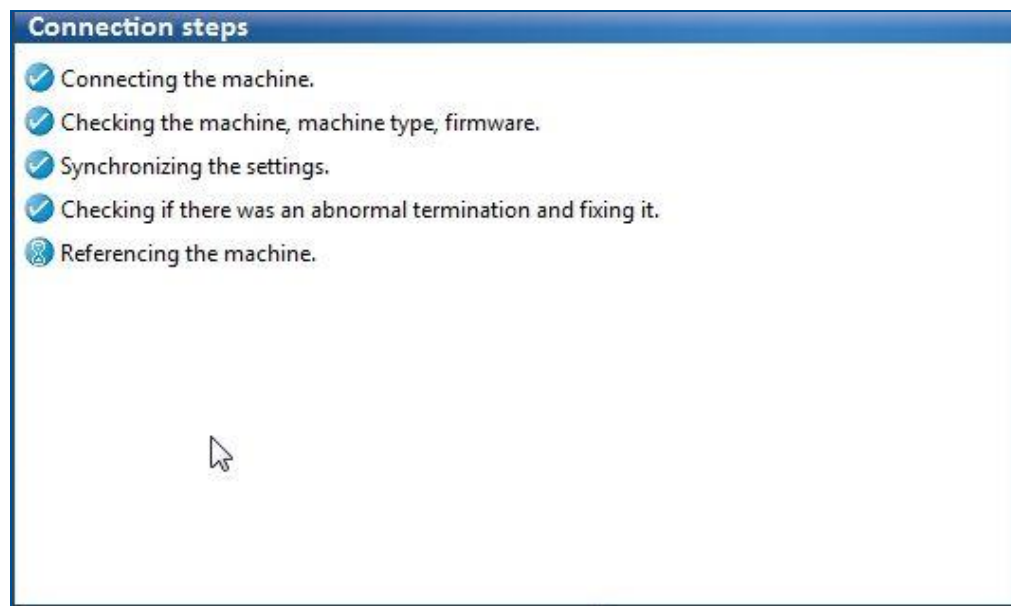 Connection steps
Connecting the machine.
Checking the machine, machine type, firmware.
Synchronizing the settings.
Checking if there was an abnormal termination and fixing it.
Referencing the machine.